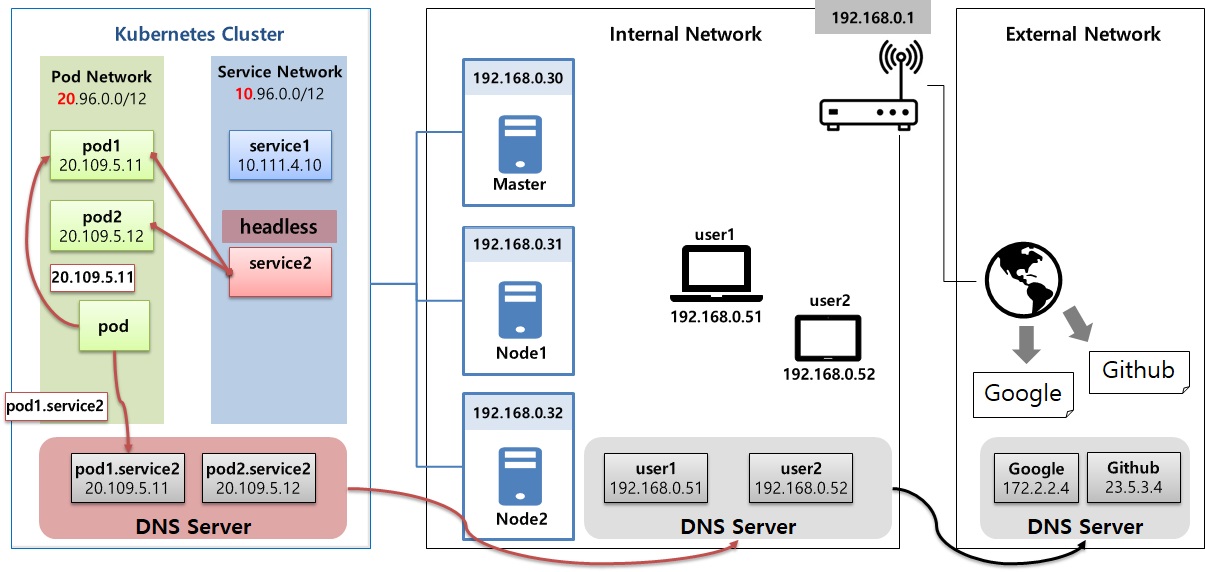 Kubernetes Cluster
Pod Network
20.96.0.0/12
Service Network
10.96.0.0/12
pod1
20.109.5.11
service1
10.111.4.10
pod2
20.109.5.12
headless
service2
20.109.5.11
pod
pod1.service2
pod1.service2
20.109.5.11
pod2.service2
20.109.5.12
DNS Server
Internal Network
192.168.0.1
192.168.0.30
Master
192.168.0.31
Node1
192.168.0.32
Node2
user1
192.168.0.51
user2
192.168.0.52
user1
192.168.0.51
user2
192.168.0.52
DNS Server
External Network
Google
Github
Google
172.2.2.4
Github
23.5.3.4
DNS Server